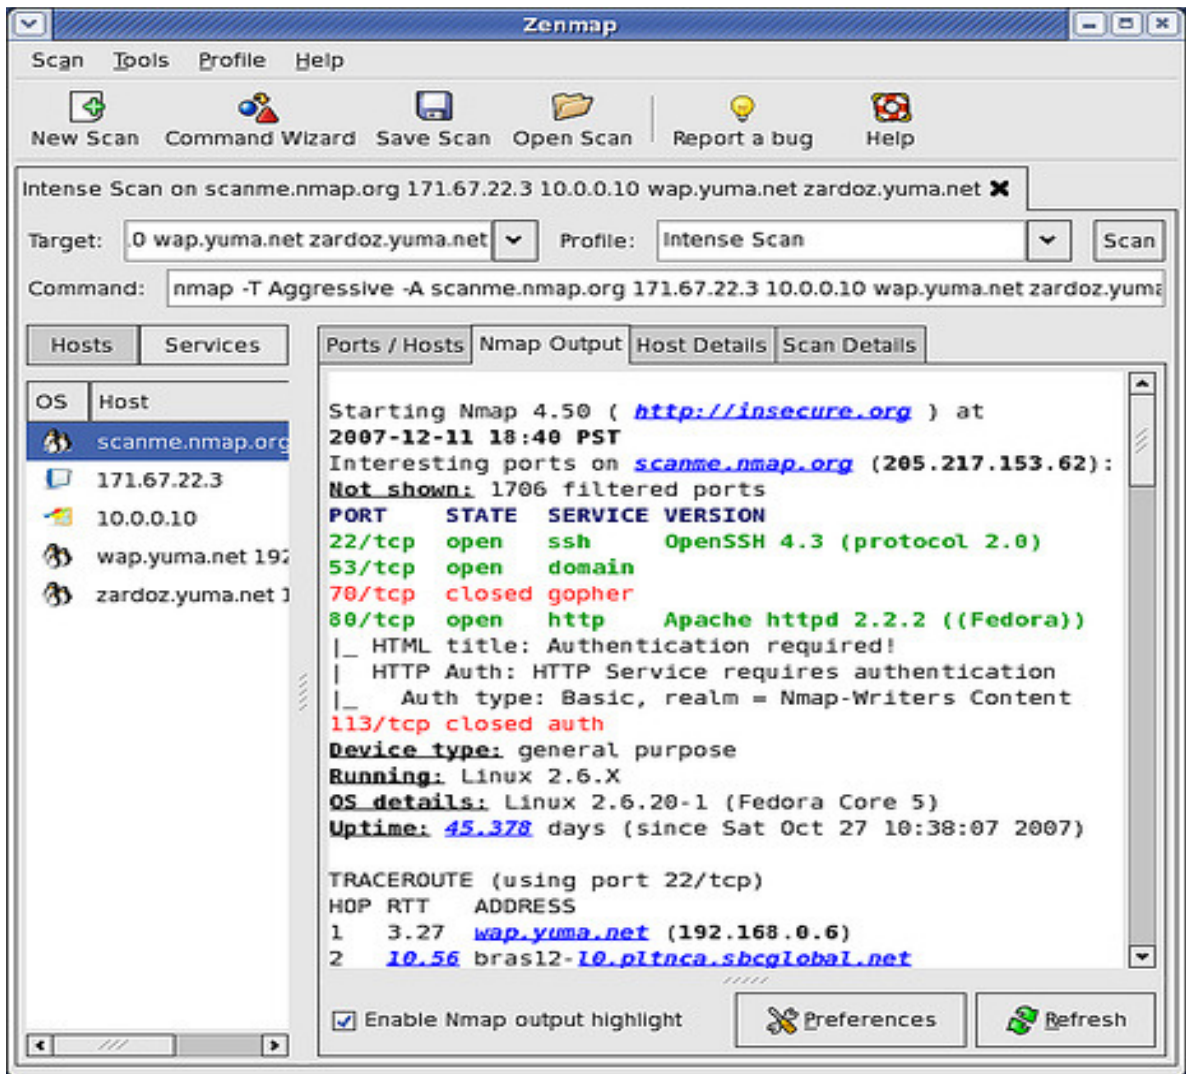 Zenmap
Scan Tools Profile Help
New Scan Command Wizard Save Scan Open Scan Report a bug Help
Intense Scan on scanme.nmap.org 171.67.22.3 10.0.0.10 wap.yuma.net zardoz.yuma.net
Target: .0 wap.yuma.net zardoz.yuma.net Profile: Intense Scan Scan
Command: nmap -T Aggressive -A scanme.nmap.org 171.67.22.3 10.0.0.10 wap.yuma.net zardoz.yuma
Hosts Services
OS Host
scanme.nmap.org
171.67.22.3
10.0.0.10
wap.yuma.net 192
zardoz.yuma.net 1
Ports / Hosts Nmap Output Host Details Scan Details
Starting Nmap 4.50 ( http://insecure.org ) at
2007-12-11 18:40 PST
Interesting ports on scanme.nmap.org (205.217.153.62):
Not shown: 1706 filtered ports
PORT STATE SERVICE VERSION
22/tcp open ssh OpenSSH 4.3 (protocol 2.0)
53/tcp open domain
70/tcp closed gopher
80/tcp open http Apache httpd 2.2.2 ((Fedora))
|_ HTML title: Authentication required!
| HTTP Auth: HTTP Service requires authentication
|_ Auth type: Basic, realm = Nmap-Writers Content
113/tcp closed auth
Device type: general purpose
Running: Linux 2.6.X
OS details: Linux 2.6.20-1 (Fedora Core 5)
Uptime: 45.378 days (since Sat Oct 27 10:38:07 2007)
TRACEROUTE (using port 22/tcp)
HOP RTT ADDRESS
1 3.27 wap.yuma.net (192.168.0.6)
2 10.56 bras12-l0.pltnca.sbcglobal.net
Enable Nmap output highlight Preferences Refresh